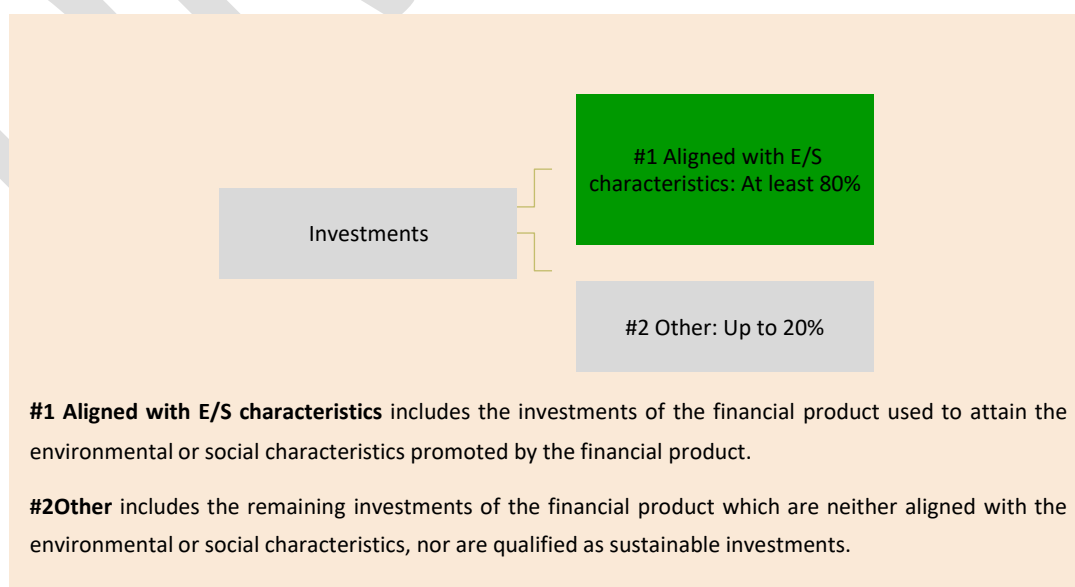 #1 Aligned with E/S
characteristics: At least 80%
Investments
#2 Other: Up to 20%
#1 Aligned with E/S characteristics includes the investments of the financial product used to attain the
environmental or social characteristics promoted by the financial product.
#2Other includes the remaining investments of the financial product which are neither aligned with the
environmental or social characteristics, nor are qualified as sustainable investments.